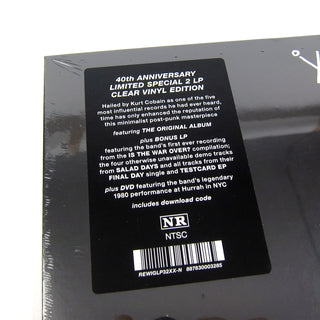 40th ANNIVERSARY
LIMITED SPECIAL 2 LP
CLEAR VINYL EDITION
Hailed by Kurt Cobain as one of the five
most influential records he had ever heard,
time has only enhanced the reputation of
this minimalist post-punk masterpiece
featuring THE ORIGINAL ALBUM
plus BONUS LP
featuring the band's first ever recording
from the IS THE WAR OVER? compilation;
the four otherwise unavailable demo tracks
from SALAD DAYS and all tracks from their
FINAL DAY single and TESTCARD EP
plus DVD featuring the band's legendary
1980 performance at Hurrah in NYC
includes download code
NR
NTSC
REWIGLP32XX-N 887830003285